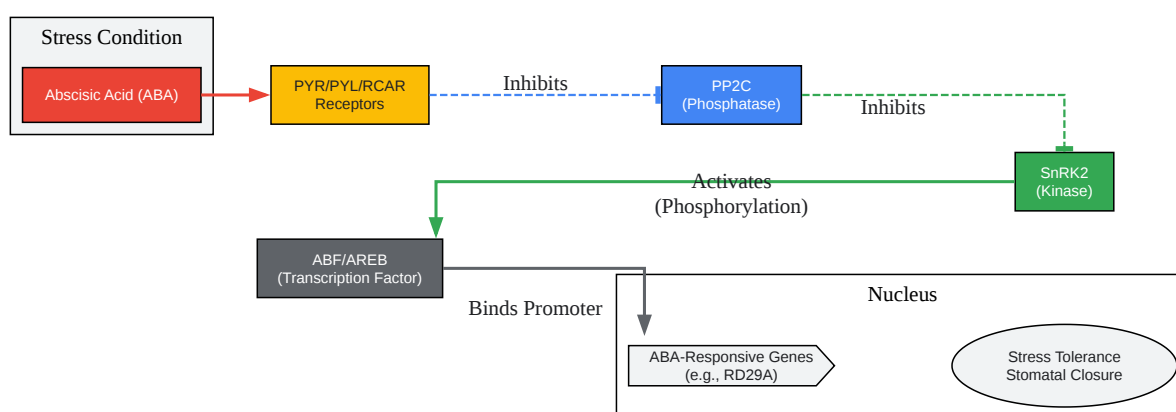 Stress Condition
Abscisic Acid (ABA)
PYR/PYL/RCAR
Receptors
Inhibits
PP2C
(Phosphatase)
Inhibits
SnRK2
(Kinase)
Activates
(Phosphorylation)
ABF/AREB
(Transcription Factor)
Binds Promoter
Nucleus
ABA-Responsive Genes
(e.g., RD29A)
Stress Tolerance
Stomatal Closure